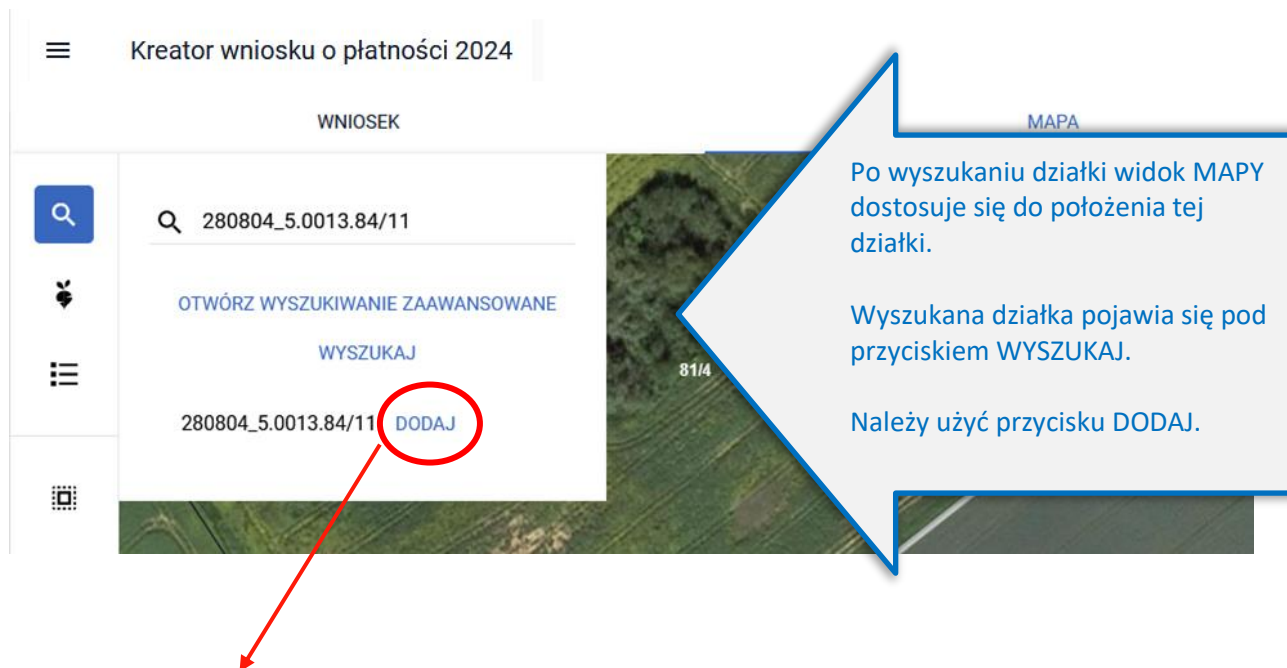 Kreator wniosku o płatności 2024
WNIOSEK
MAPA
280804_5.0013.84/11
OTWÓRZ WYSZUKIWANIE ZAAWANSOWANE
WYSZUKAJ
280804_5.0013.84/11 DODAJ
81/4
Po wyszukaniu działki widok MAPY
dostosuje się do położenia tej
działki.
Wyszukana działka pojawia się pod
przyciskiem WYSZUKAJ.
Należy użyć przycisku DODAJ.